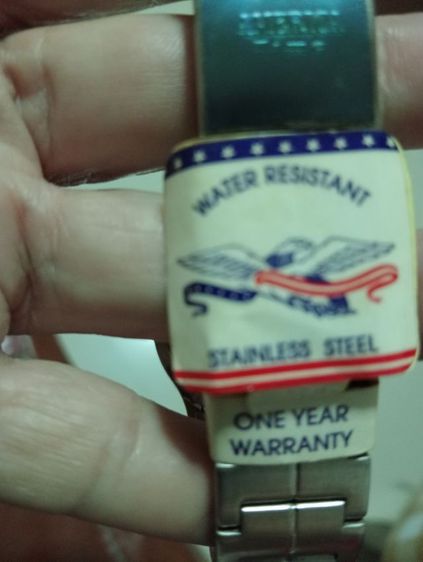 WATER RESISTANT
STAINLESS STEEL
ONE YEAR
WARRANTY